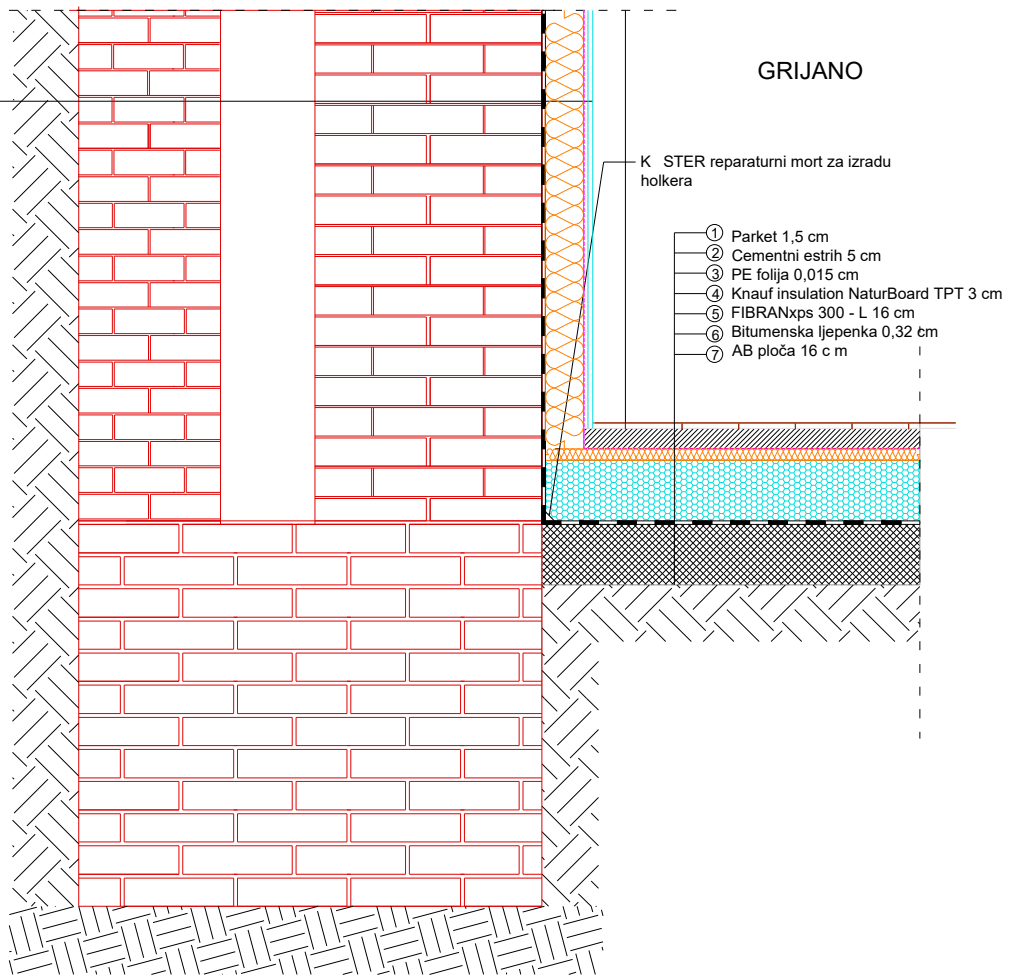 GRIJANO
K STER reparaturni mort za izradu
holkera
1 Parket 1,5 cm
2 Cementni estrih 5 cm
3 PE folija 0,015 cm
4 Knauf insulation NaturBoard TPT 3 cm
5 FIBRANxps 300 - L 16 cm
6 Bitumenska ljepenka 0,32 cm
7 AB ploča 16 c m